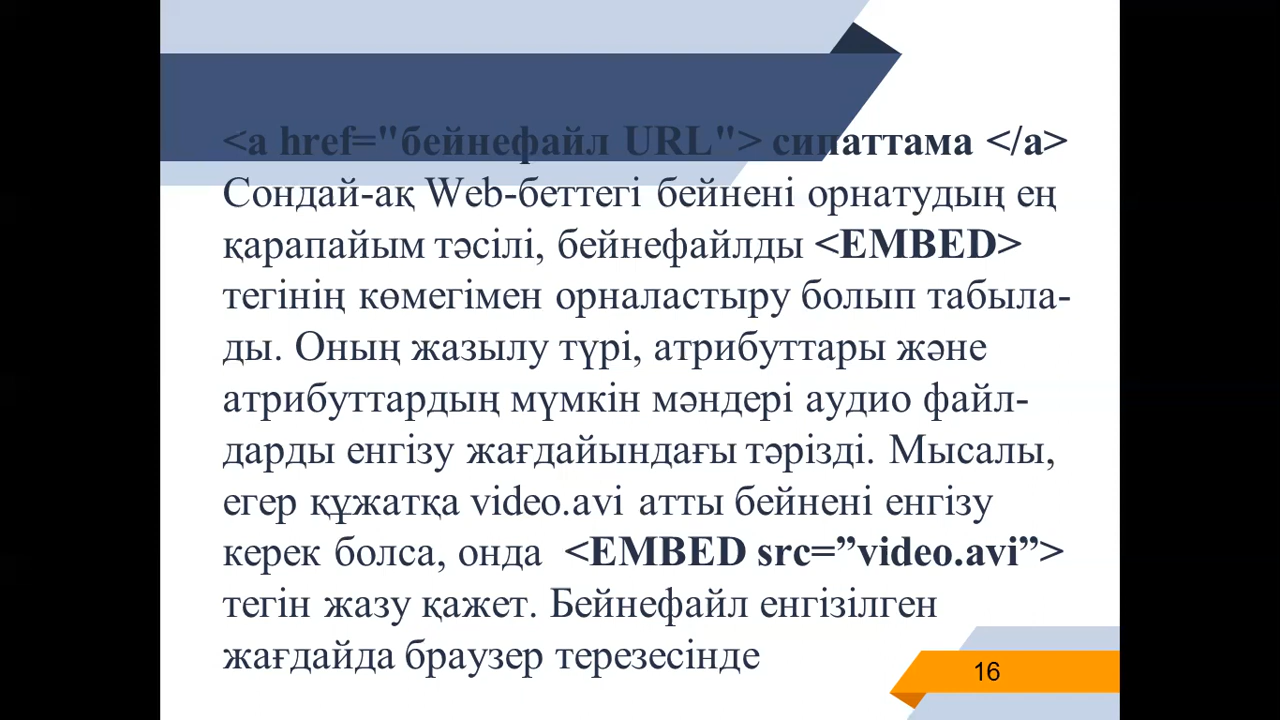 <a href="бейнефайл URL"> сипаттама </a>
Сондай-ақ Web-беттегі бейнені орнатудың ең
қарапайым тәсілі, бейнефайлды <EMBED>
тегінің көмегімен орналастыру болып табыла-
ды. Оның жазылу түрі, атрибуттары және
атрибуттардың мүмкін мәндері аудио файл-
дарды енгізу жағдайындағы тәрізді. Мысалы,
егер құжатқа video.avi атты бейнені енгізу
керек болса, онда <EMBED src=”video.avi”>
тегін жазу қажет. Бейнефайл енгізілген
жағдайда браузер терезесінде
16